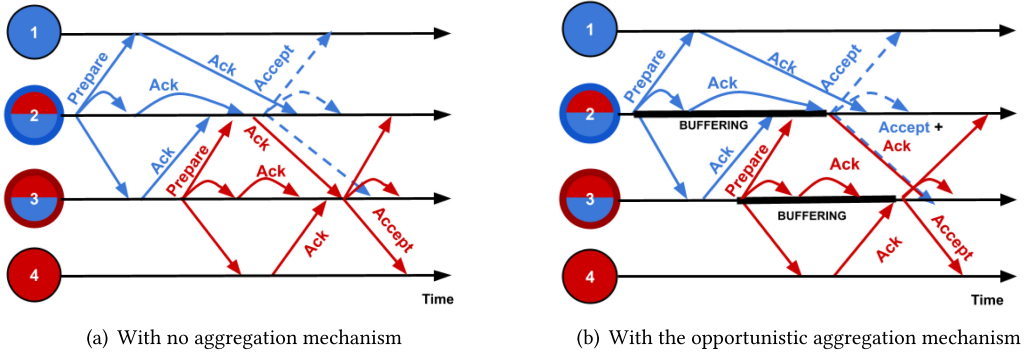 1
Prepare
Ack
Accept
Ack
2
Ack
Ack
Prepare
Ack
3
Ack
Accept
4
Time
(a) With no aggregation mechanism
1
Prepare
Ack
Accept
Ack
2
BUFFERING
Accept +
Ack
Ack
Prepare
Ack
3
BUFFERING
Ack
Accept
4
Time
(b) With the opportunistic aggregation mechanism